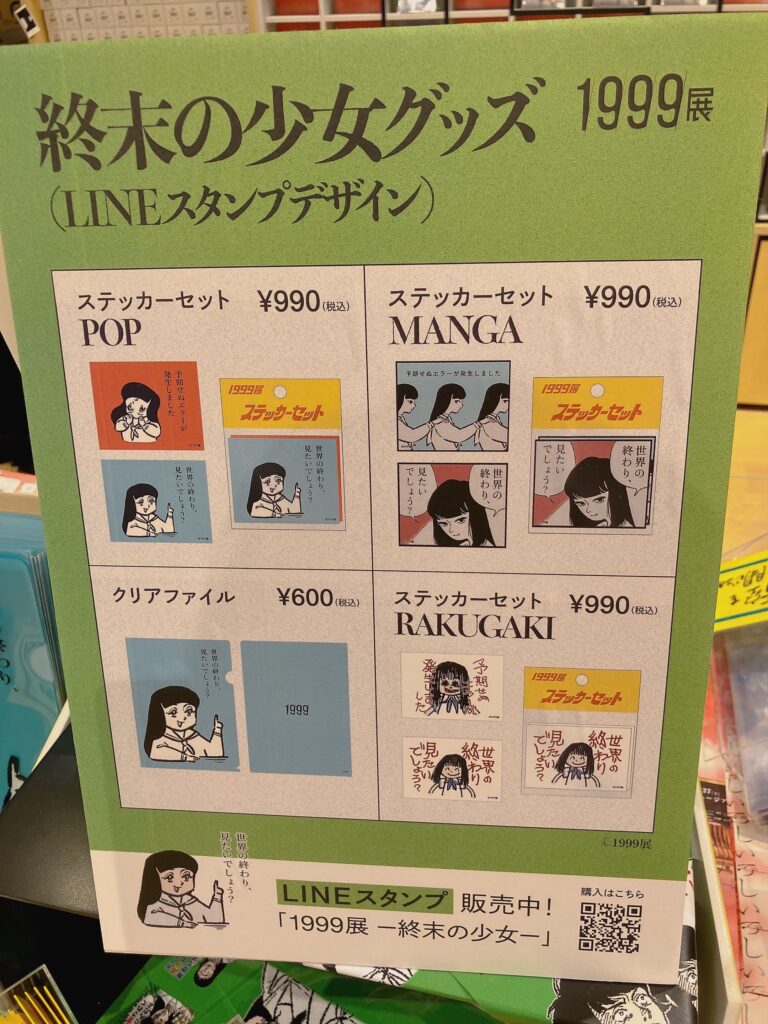 終末の少女グッズ 1999展
（LINEスタンプデザイン）
ステッカーセット ¥990(税込)
POP
予期せぬエラーが
発生しました
世界の終わり、
見たいでしょう?
1999展
ステッカーセット
世界の終わり、
見たいでしょう?
ステッカーセット ¥990(税込)
MANGA
予期せぬエラーが発生しました
世界の
終わり、
見たい
でしょう?
1999展
ステッカーセット
世界の
終わり、
見たい
でしょう?
クリアファイル ¥600(税込)
世界の終わり、
見たいでしょう?
1999
ステッカーセット ¥990(税込)
RAKUGAKI
予期せぬ
発生しました
世界の
終わり
見たい
でしょう?
1999展
ステッカーセット
世界の
終わり
見たい
でしょう?
©1999展
世界の終わり、
見たいでしょう?
LINEスタンプ 販売中!
「1999展 ー終末の少女ー」
購入はこちら